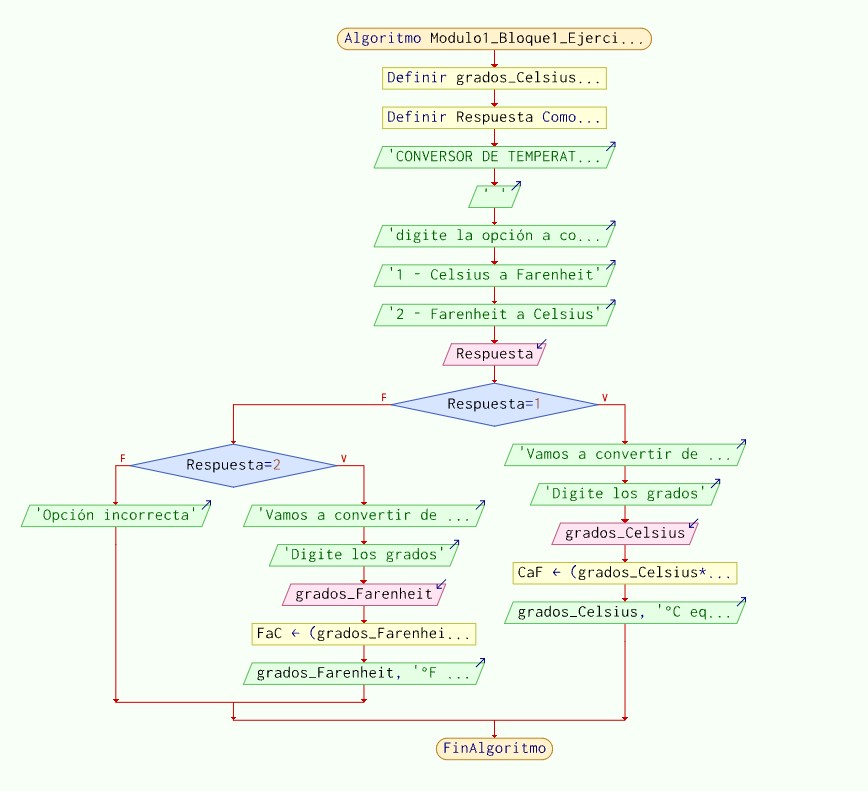 Algoritmo Modulo1_Bloque1_Ejerci...
Definir grados_Celsius...
Definir Respuesta Como...
'CONVERSOR DE TEMPERAT...
' '
'digite la opción a co...
'1 - Celsius a Farenheit'
'2 - Farenheit a Celsius'
Respuesta
F
Respuesta=1
V
F
Respuesta=2
V
'Opción incorrecta'
'Vamos a convertir de ...
'Digite los grados'
grados_Farenheit
FaC ← (grados_Farenhei...
grados_Farenheit, '°F ...
'Vamos a convertir de ...
'Digite los grados'
grados_Celsius
CaF ← (grados_Celsius*...
grados_Celsius, '°C eq...
FinAlgoritmo